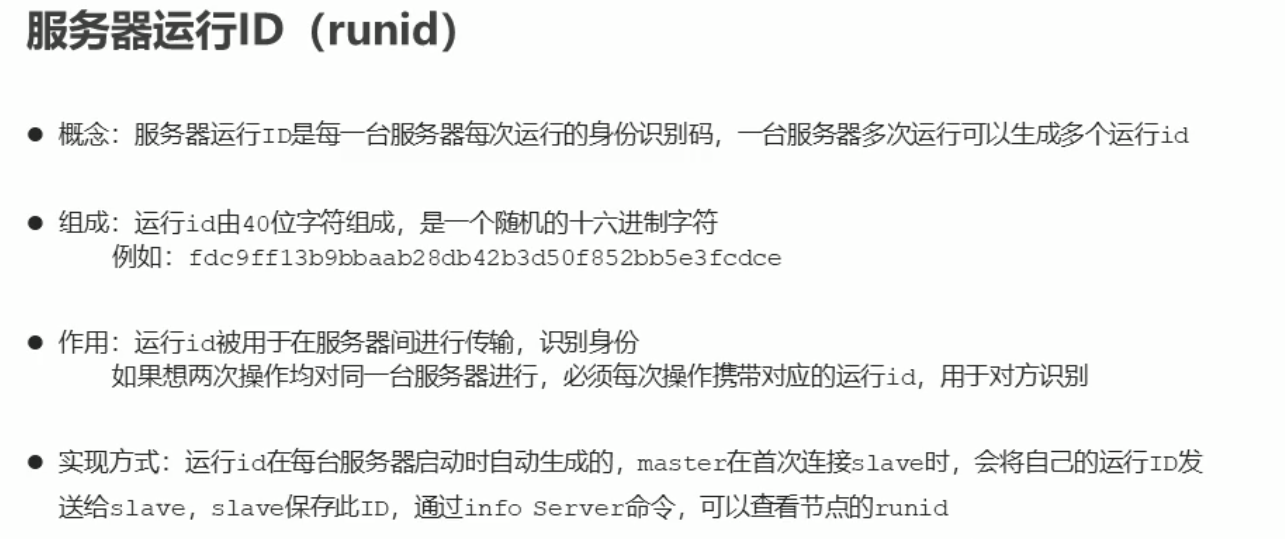 服务器运行ID（runid）
● 概念：服务器运行ID是每一台服务器每次运行的身份识别码，一台服务器多次运行可以生成多个运行id
● 组成：运行id由40位字符组成，是一个随机的十六进制字符
例如：fdc9ff13b9bbaab28db42b3d50f852bb5e3fcdce
● 作用：运行id被用于在服务器间进行传输，识别身份
如果想两次操作均对同一台服务器进行，必须每次操作携带对应的运行id，用于对方识别
● 实现方式：运行id在每台服务器启动时自动生成的，master在首次连接slave时，会将自己的运行ID发
送给slave，slave保存此ID，通过info Server命令，可以查看节点的runid